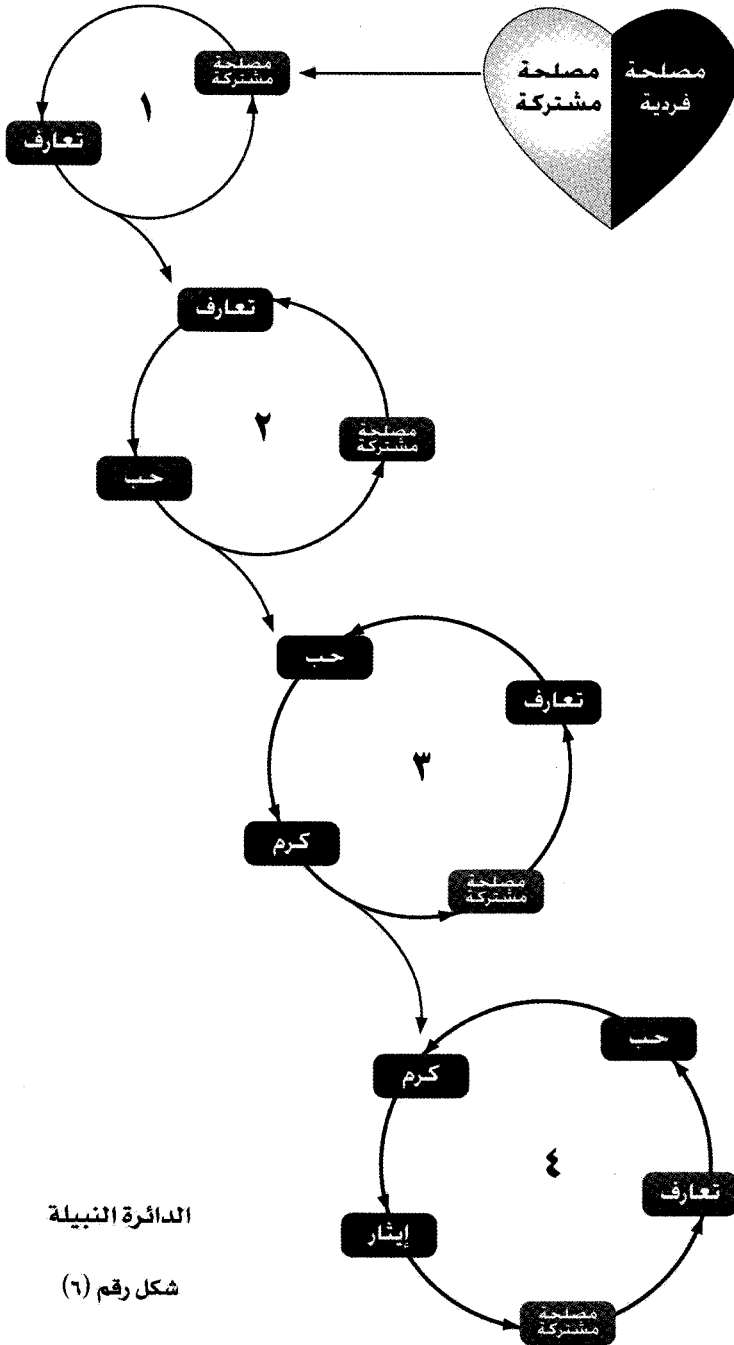 مصلحة
فردية
مصلحة
مشتركة
مصلحة
مشتركة
١
تعارف
تعارف
٢
مصلحة
مشتركة
حب
حب
تعارف
٣
كرم
مصلحة
مشتركة
حب
كرم
٤
تعارف
إيثار
مصلحة
مشتركة
الدائرة النبيلة
شكل رقم (٦)